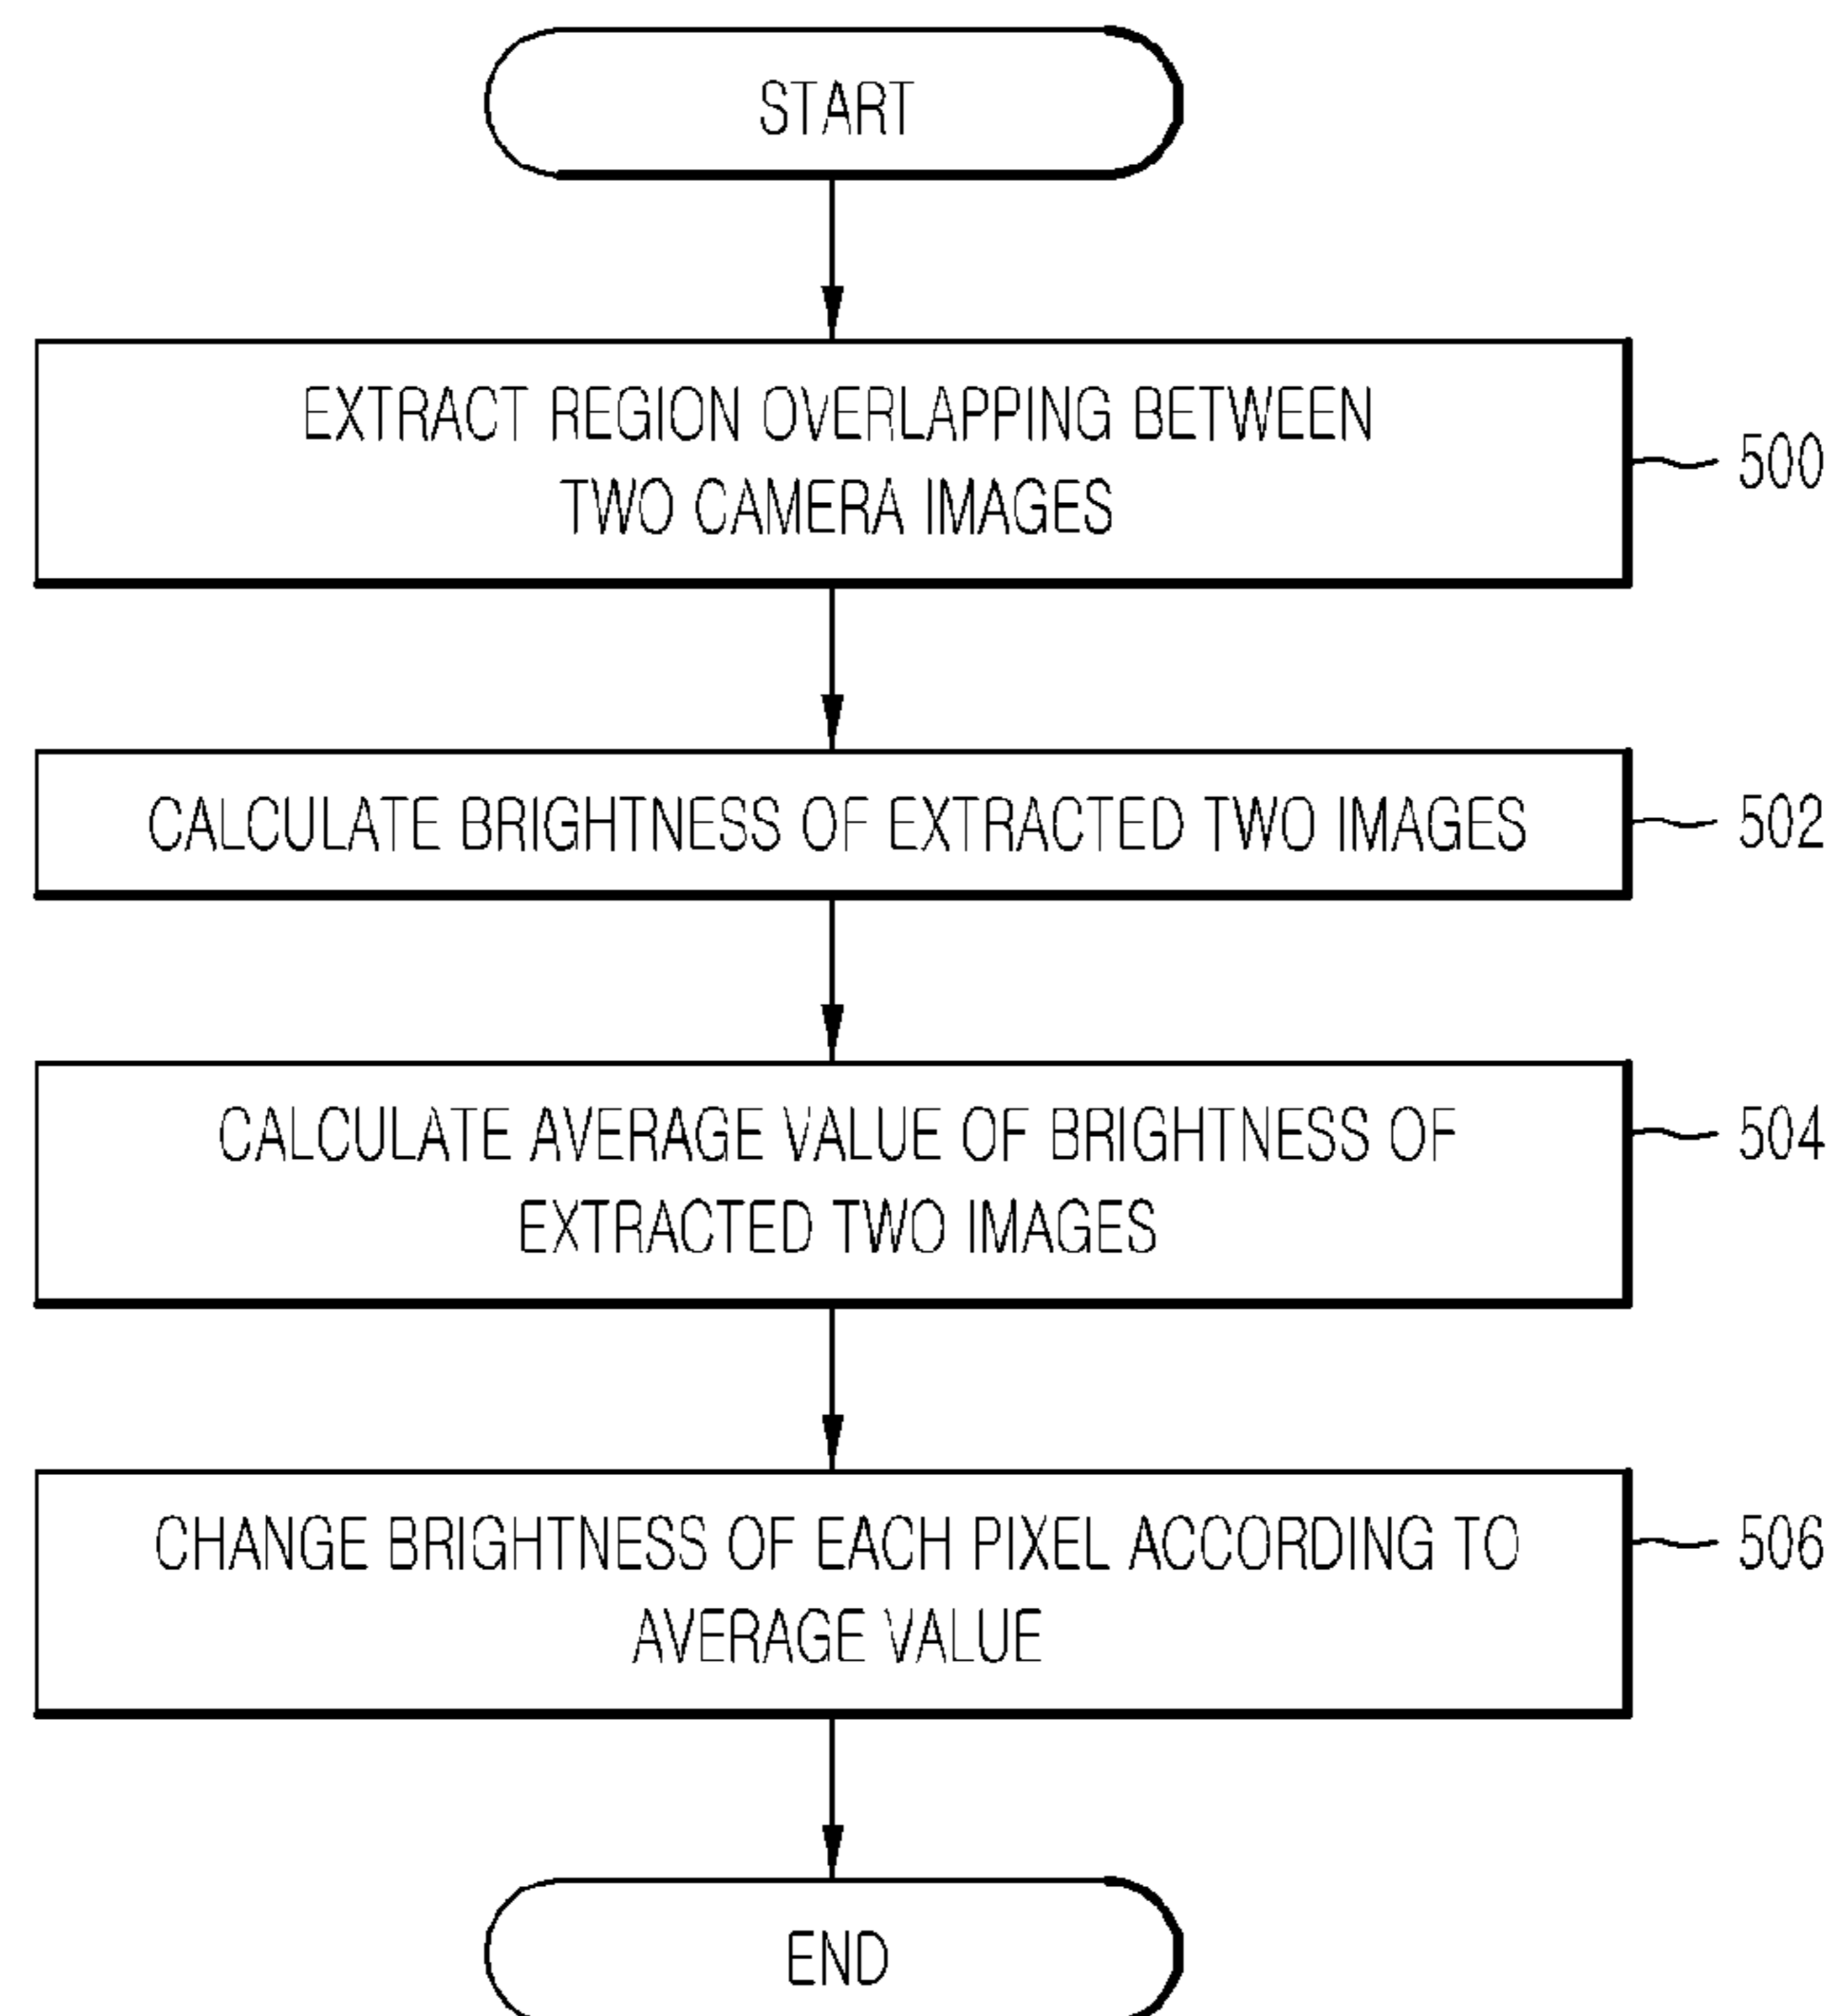 START
EXTRACT REGION OVERLAPPING BETWEEN
TWO CAMERA IMAGES
500
CALCULATE BRIGHTNESS OF EXTRACTED TWO IMAGES
502
CALCULATE AVERAGE VALUE OF BRIGHTNESS OF
EXTRACTED TWO IMAGES
504
CHANGE BRIGHTNESS OF EACH PIXEL ACCORDING TO
AVERAGE VALUE
506
END